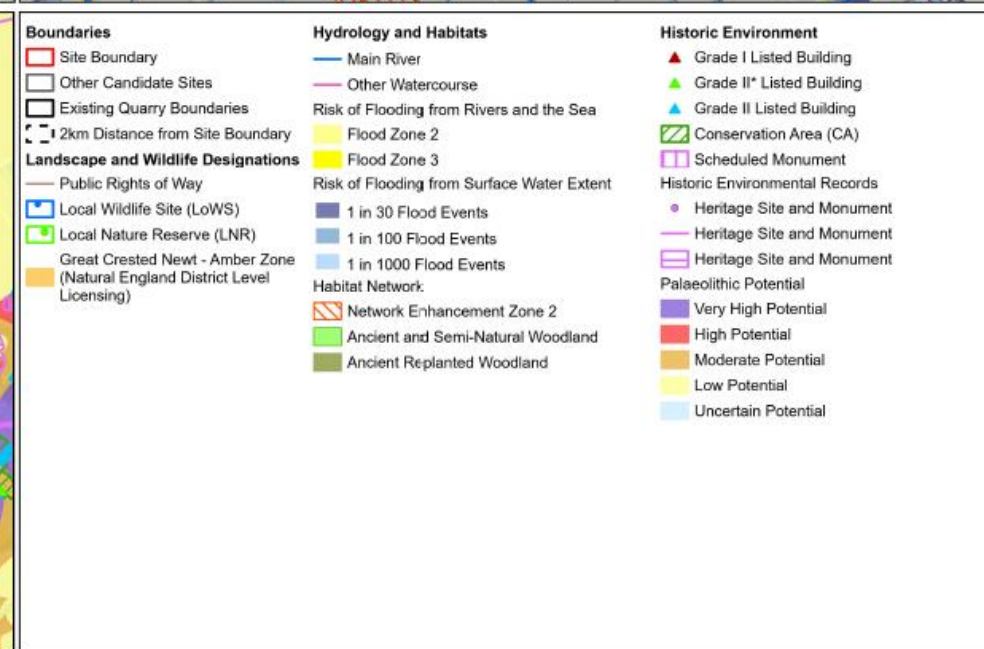 Boundaries
Site Boundary
Other Candidate Sites
Existing Quarry Boundaries
2km Distance from Site Boundary
Landscape and Wildlife Designations
Public Rights of Way
Local Wildlife Site (LoWS)
Local Nature Reserve (LNR)
Great Crested Newt - Amber Zone
(Natural England District Level
Licensing)
Hydrology and Habitats
Main River
Other Watercourse
Risk of Flooding from Rivers and the Sea
Flood Zone 2
Flood Zone 3
Risk of Flooding from Surface Water Extent
1 in 30 Flood Events
1 in 100 Flood Events
1 in 1000 Flood Events
Habitat Network
Network Enhancement Zone 2
Ancient and Semi-Natural Woodland
Ancient Replanted Woodland
Historic Environment
Grade I Listed Building
Grade II* Listed Building
Grade II Listed Building
Conservation Area (CA)
Scheduled Monument
Historic Environmental Records
Heritage Site and Monument
Heritage Site and Monument
Heritage Site and Monument
Palaeolithic Potential
Very High Potential
High Potential
Moderate Potential
Low Potential
Uncertain Potential